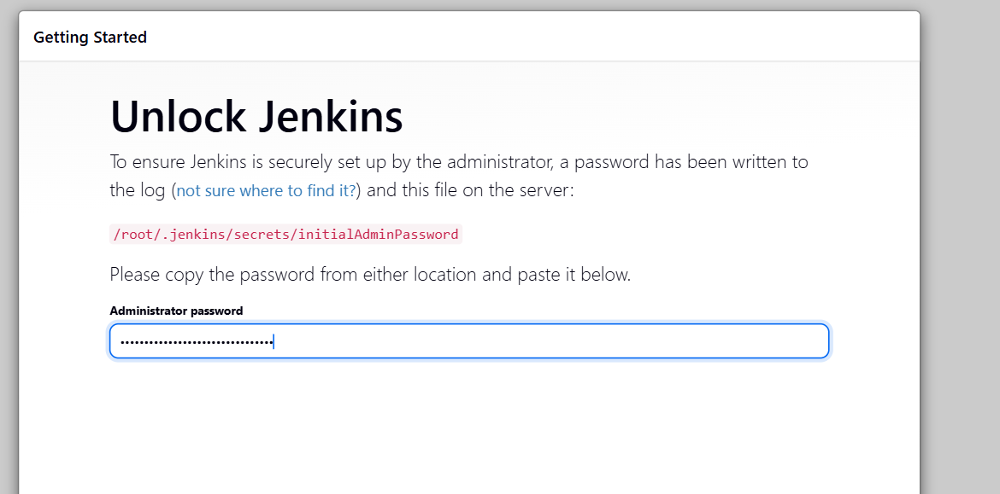 Getting Started
Unlock Jenkins
To ensure Jenkins is securely set up by the administrator, a password has been written to
the log (not sure where to find it?) and this file on the server:
/root/.jenkins/secrets/initialAdminPassword
Please copy the password from either location and paste it below.
Administrator password
••••••••••••••••••••••••••••••••